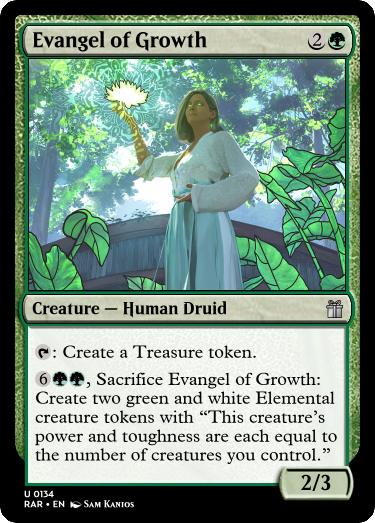 Evangel of Growth 2
Creature — Human Druid
: Create a Treasure token.
6, Sacrifice Evangel of Growth:
Create two green and white Elemental
creature tokens with “This creature's
power and toughness are each equal to
the number of creatures you control.”
2/3
U 0134
RAR • EN Sam Kanios